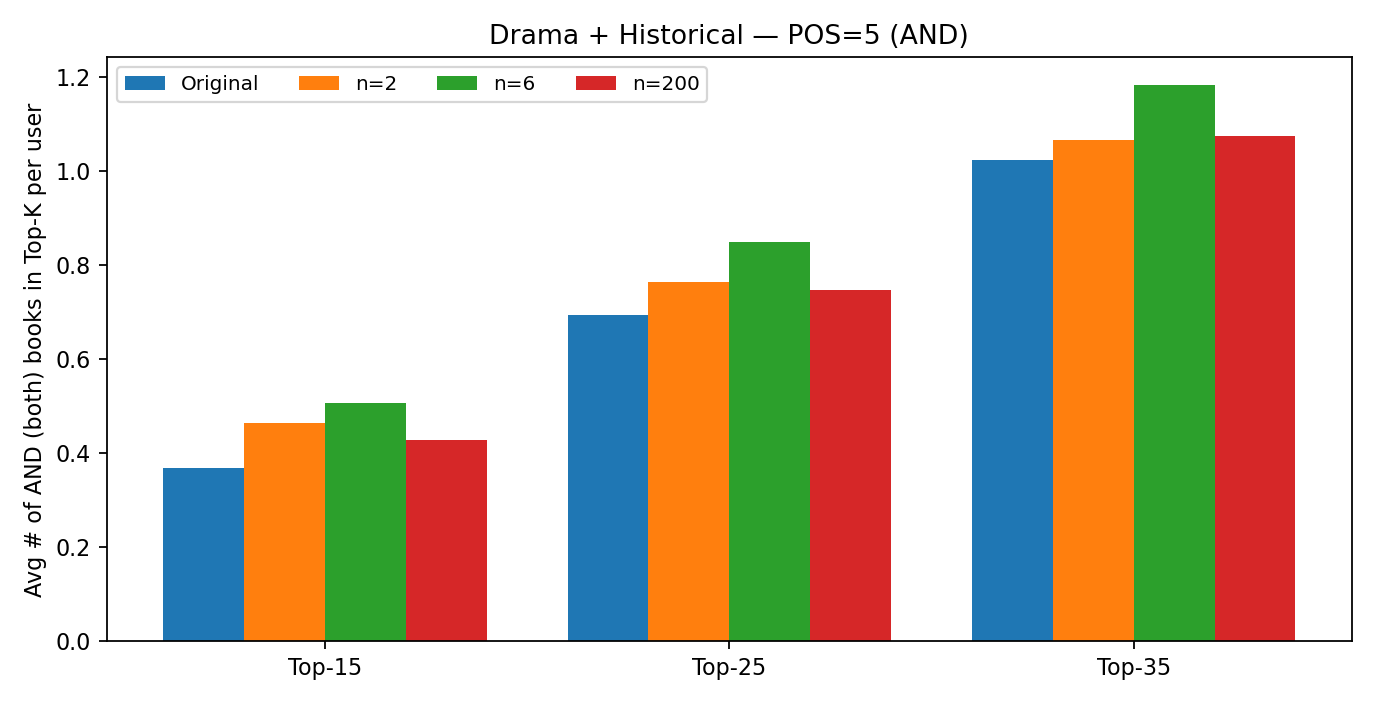 Drama + Historical — POS=5 (AND)
Original n=2 n=6 n=200
Avg # of AND (both) books in Top-K per user
1.2
1.0
0.8
0.6
0.4
0.2
0.0
Top-15 Top-25 Top-35